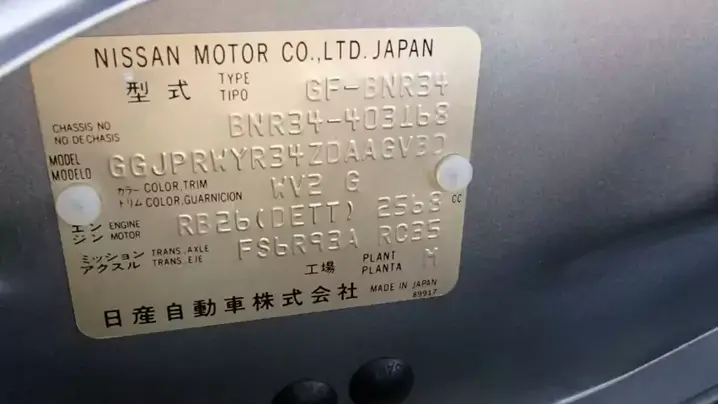 NISSAN MOTOR CO.,LTD. JAPAN
型式 TYPE TIPO GF-BNR34
CHASSIS NO NO DE CHASIS BNR34-403168
MODEL MODELO GGJPRWYR34ZDAAGVBD
カラー COLOR,TRIM トリム COLOR,GUARNICION WV2 G
エンジン ENGINE MOTOR RB26(DETT) 2568 CC
ミッション TRANS.,AXLE アクスル TRANS.,EJE FS6R93A RC35
工場 PLANT PLANTA M
日産自動車株式会社 MADE IN JAPAN
89917